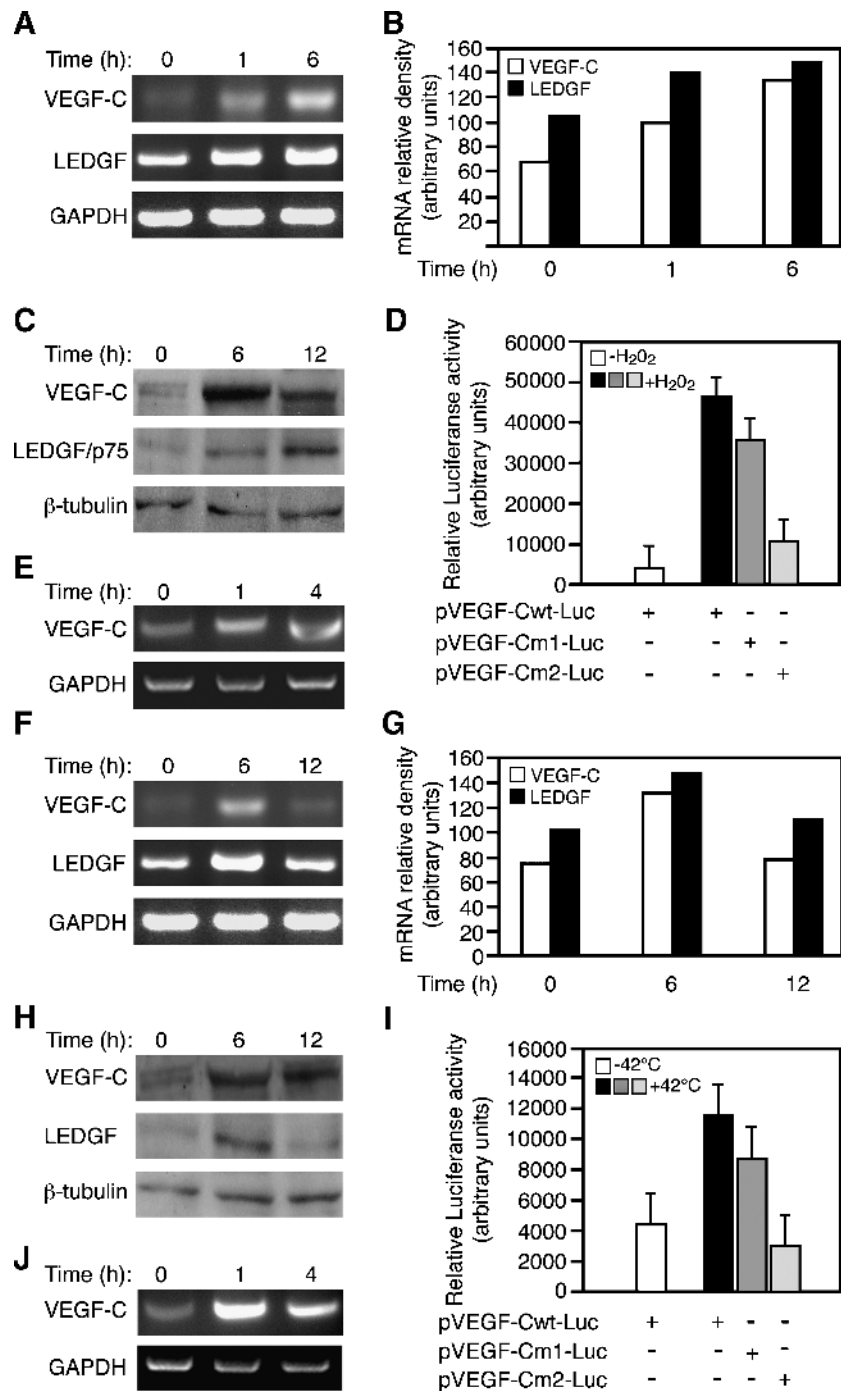 A
Time (h): 0 1 6
VEGF-C
LEDGF
GAPDH
B
mRNA relative density
(arbitrary units)
160
140
120
100
80
60
40
20
VEGF-C
LEDGF
Time (h) 0 1 6
C
Time (h): 0 6 12
VEGF-C
LEDGF/p75
β-tubulin
D
Relative Luciferanse activity
(arbitrary units)
60000
50000
40000
30000
20000
10000
0
-H₂O₂
+H₂O₂
pVEGF-Cwt-Luc + + - -
pVEGF-Cm1-Luc - - + -
pVEGF-Cm2-Luc - - - +
E
Time (h): 0 1 4
VEGF-C
GAPDH
F
Time (h): 0 6 12
VEGF-C
LEDGF
GAPDH
G
mRNA relative density
(arbitrary units)
160
140
120
100
80
60
40
20
0
VEGF-C
LEDGF
Time (h) 0 6 12
H
Time (h): 0 6 12
VEGF-C
LEDGF
β-tubulin
I
Relative Luciferanse activity
(arbitrary units)
16000
14000
12000
10000
8000
6000
4000
2000
0
-42°C
+42°C
pVEGF-Cwt-Luc + + - -
pVEGF-Cm1-Luc - - + -
pVEGF-Cm2-Luc - - - +
J
Time (h): 0 1 4
VEGF-C
GAPDH